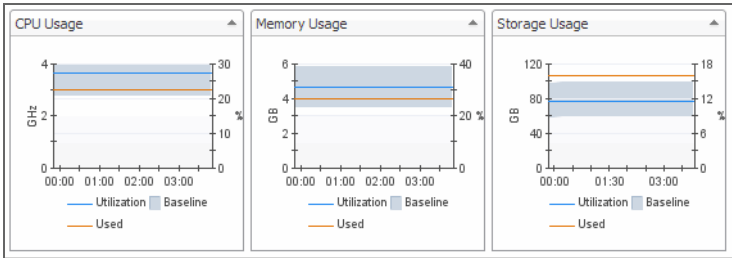 CPU Usage
4
2
0
GHz
30
20
10
0
%
00:00 01:00 02:00 03:00
Utilization Baseline
Used
Memory Usage
6
4
2
0
GB
40
20
0
%
00:00 01:00 02:00 03:00
Utilization Baseline
Used
Storage Usage
120
80
40
0
GB
18
12
6
0
%
00:00 01:30 03:00
Utilization Baseline
Used